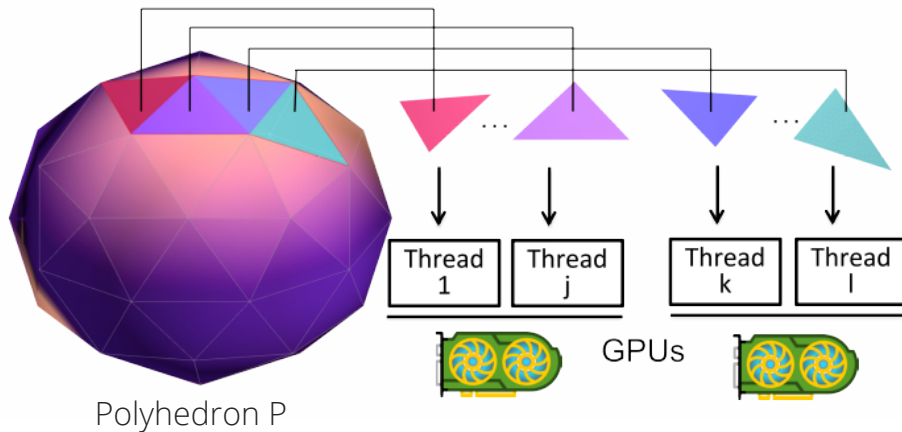 ... ...
Thread
1
Thread
j
Thread
k
Thread
l
GPUs
Polyhedron P